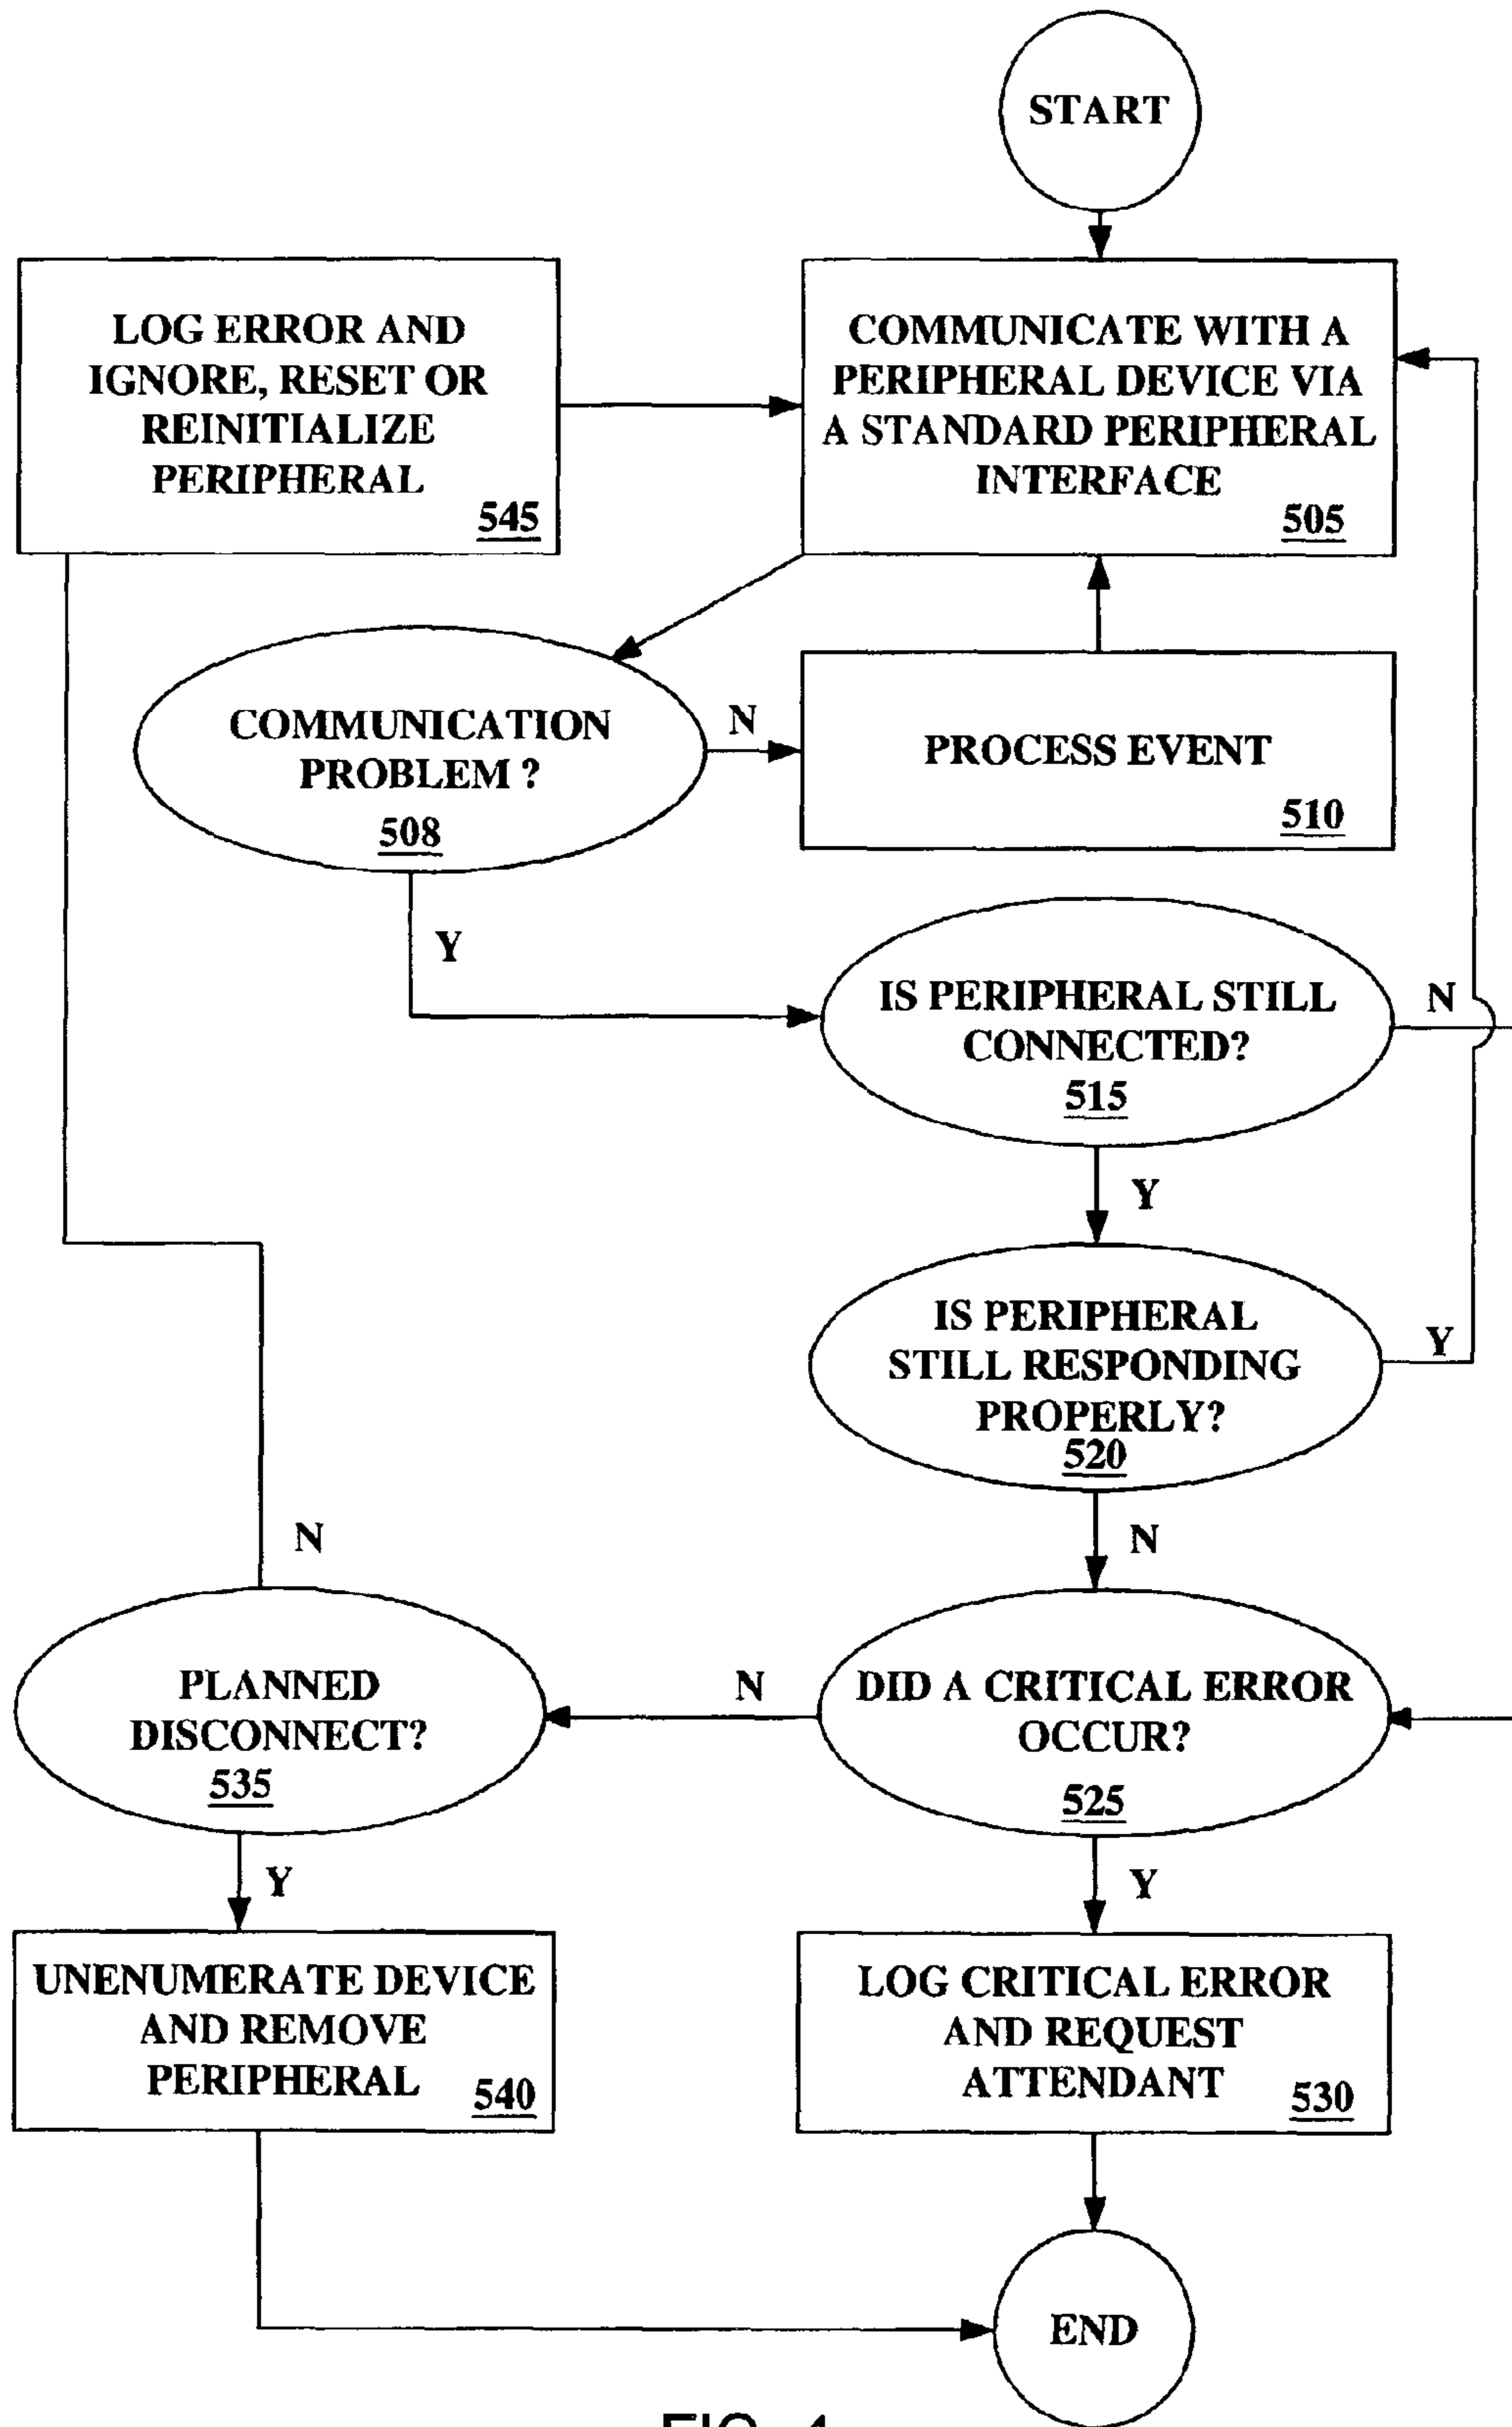 START
LOG ERROR AND
IGNORE, RESET OR
REINITIALIZE
PERIPHERAL
545
COMMUNICATE WITH A
PERIPHERAL DEVICE VIA
A STANDARD PERIPHERAL
INTERFACE
505
COMMUNICATION
PROBLEM ?
508
N
PROCESS EVENT
510
Y
IS PERIPHERAL STILL
CONNECTED?
515
N
Y
IS PERIPHERAL
STILL RESPONDING
PROPERLY?
520
Y
N
N
PLANNED
DISCONNECT?
535
N
DID A CRITICAL ERROR
OCCUR?
525
Y
Y
UNENUMERATE DEVICE
AND REMOVE
PERIPHERAL
540
LOG CRITICAL ERROR
AND REQUEST
ATTENDANT
530
END
FIG. 4